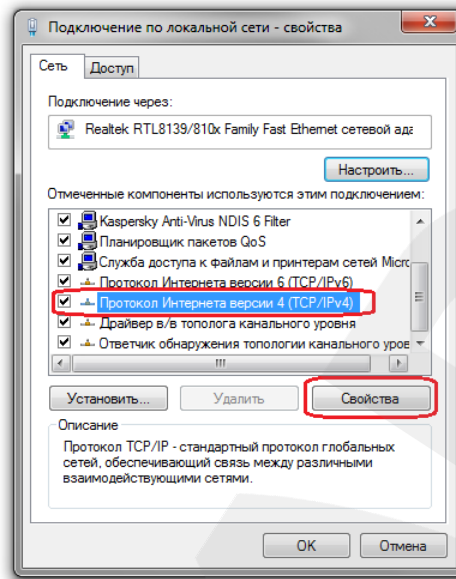 Подключение по локальной сети - свойства
Сеть Доступ
Подключение через:
Realtek RTL8139/810x Family Fast Ethernet сетевой ада
Настроить...
Отмеченные компоненты используются этим подключением:
Kaspersky Anti-Virus NDIS 6 Filter
Планировщик пакетов QoS
Служба доступа к файлам и принтерам сетей Micro
Протокол Интернета версии 6 (TCP/IPv6)
Протокол Интернета версии 4 (TCP/IPv4)
Драйвер в/в тополога канального уровня
Ответчик обнаружения топологии канального уров
Установить... Удалить Свойства
Описание
Протокол TCP/IP - стандартный протокол глобальных
сетей, обеспечивающий связь между различными
взаимодействующими сетями.
OK Отмена